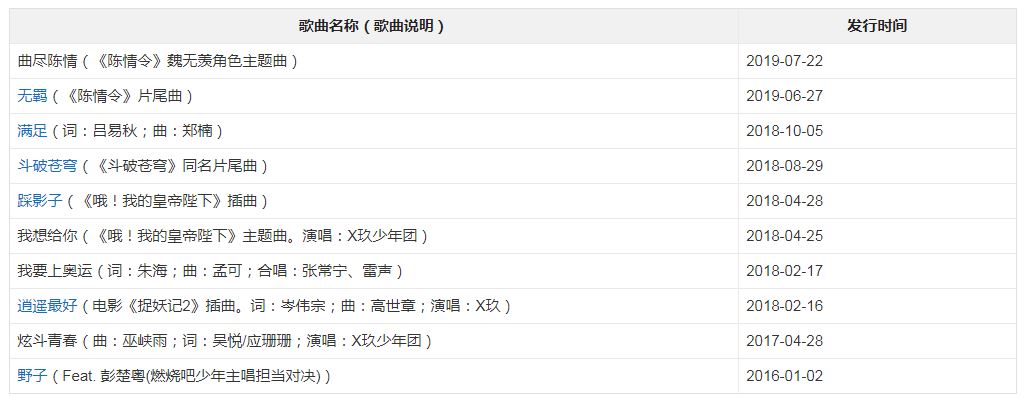 歌曲名称（歌曲说明） 发行时间
曲尽陈情（《陈情令》魏无羡角色主题曲） 2019-07-22
无羁（《陈情令》片尾曲） 2019-06-27
满足（词：吕易秋；曲：郑楠） 2018-10-05
斗破苍穹（《斗破苍穹》同名片尾曲） 2018-08-29
踩影子（《哦！我的皇帝陛下》插曲） 2018-04-28
我想给你（《哦！我的皇帝陛下》主题曲。演唱：X玖少年团） 2018-04-25
我要上奥运（词：朱海；曲：孟可；合唱：张常宁、雷声） 2018-02-17
逍遥最好（电影《捉妖记2》插曲。词：岑伟宗；曲：高世章；演唱：X玖） 2018-02-16
炫斗青春（曲：巫峡雨；词：吴悦/应珊珊；演唱：X玖少年团） 2017-04-28
野子（Feat. 彭楚粤(燃烧吧少年主唱担当对决)） 2016-01-02